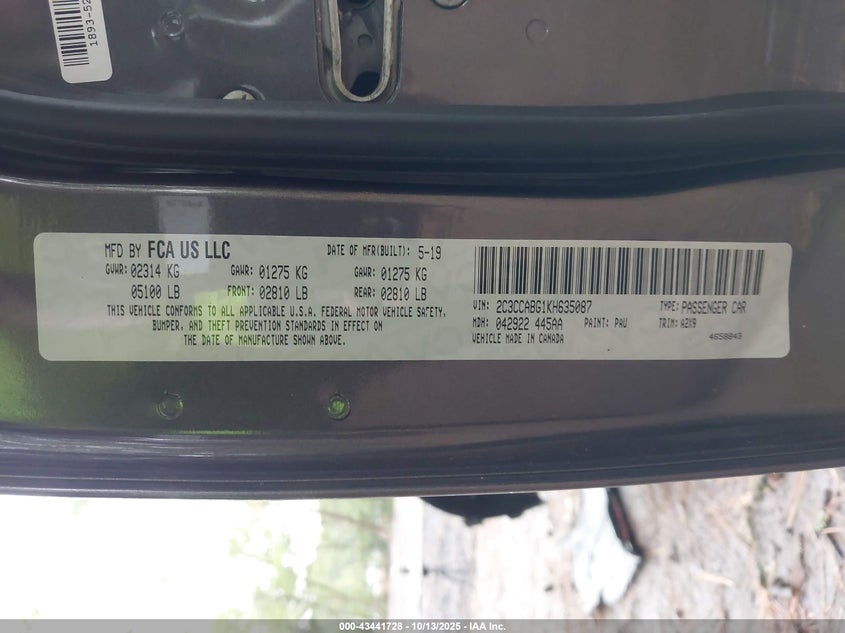 1893-52
MFD BY FCA US LLC DATE OF MFR(BUILT): 5-19
GVWR: 02314 KG GAWR: 01275 KG GAWR: 01275 KG
05100 LB FRONT: 02810 LB REAR: 02810 LB
THIS VEHICLE CONFORMS TO ALL APPLICABLE U.S.A. FEDERAL MOTOR VEHICLE SAFETY,
BUMPER, AND THEFT PREVENTION STANDARDS IN EFFECT ON
THE DATE OF MANUFACTURE SHOWN ABOVE.
VIN: 2C3CCABG1KH635087 TYPE: PASSENGER CAR
MDH: 042922 445AA PAINT: PAU TRIM: A2X9
VEHICLE MADE IN CANADA 4658843
000-43441728 - 10/13/2025 - IAA Inc.